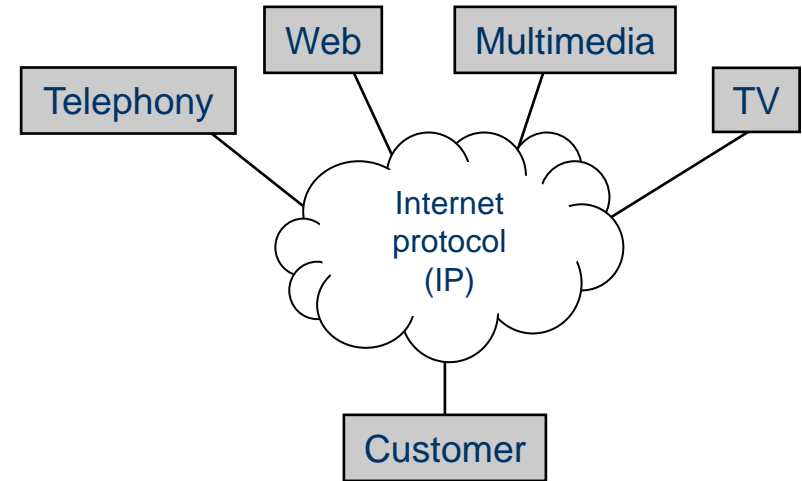 Web
Multimedia
Telephony
TV
Internet
protocol
(IP)
Customer